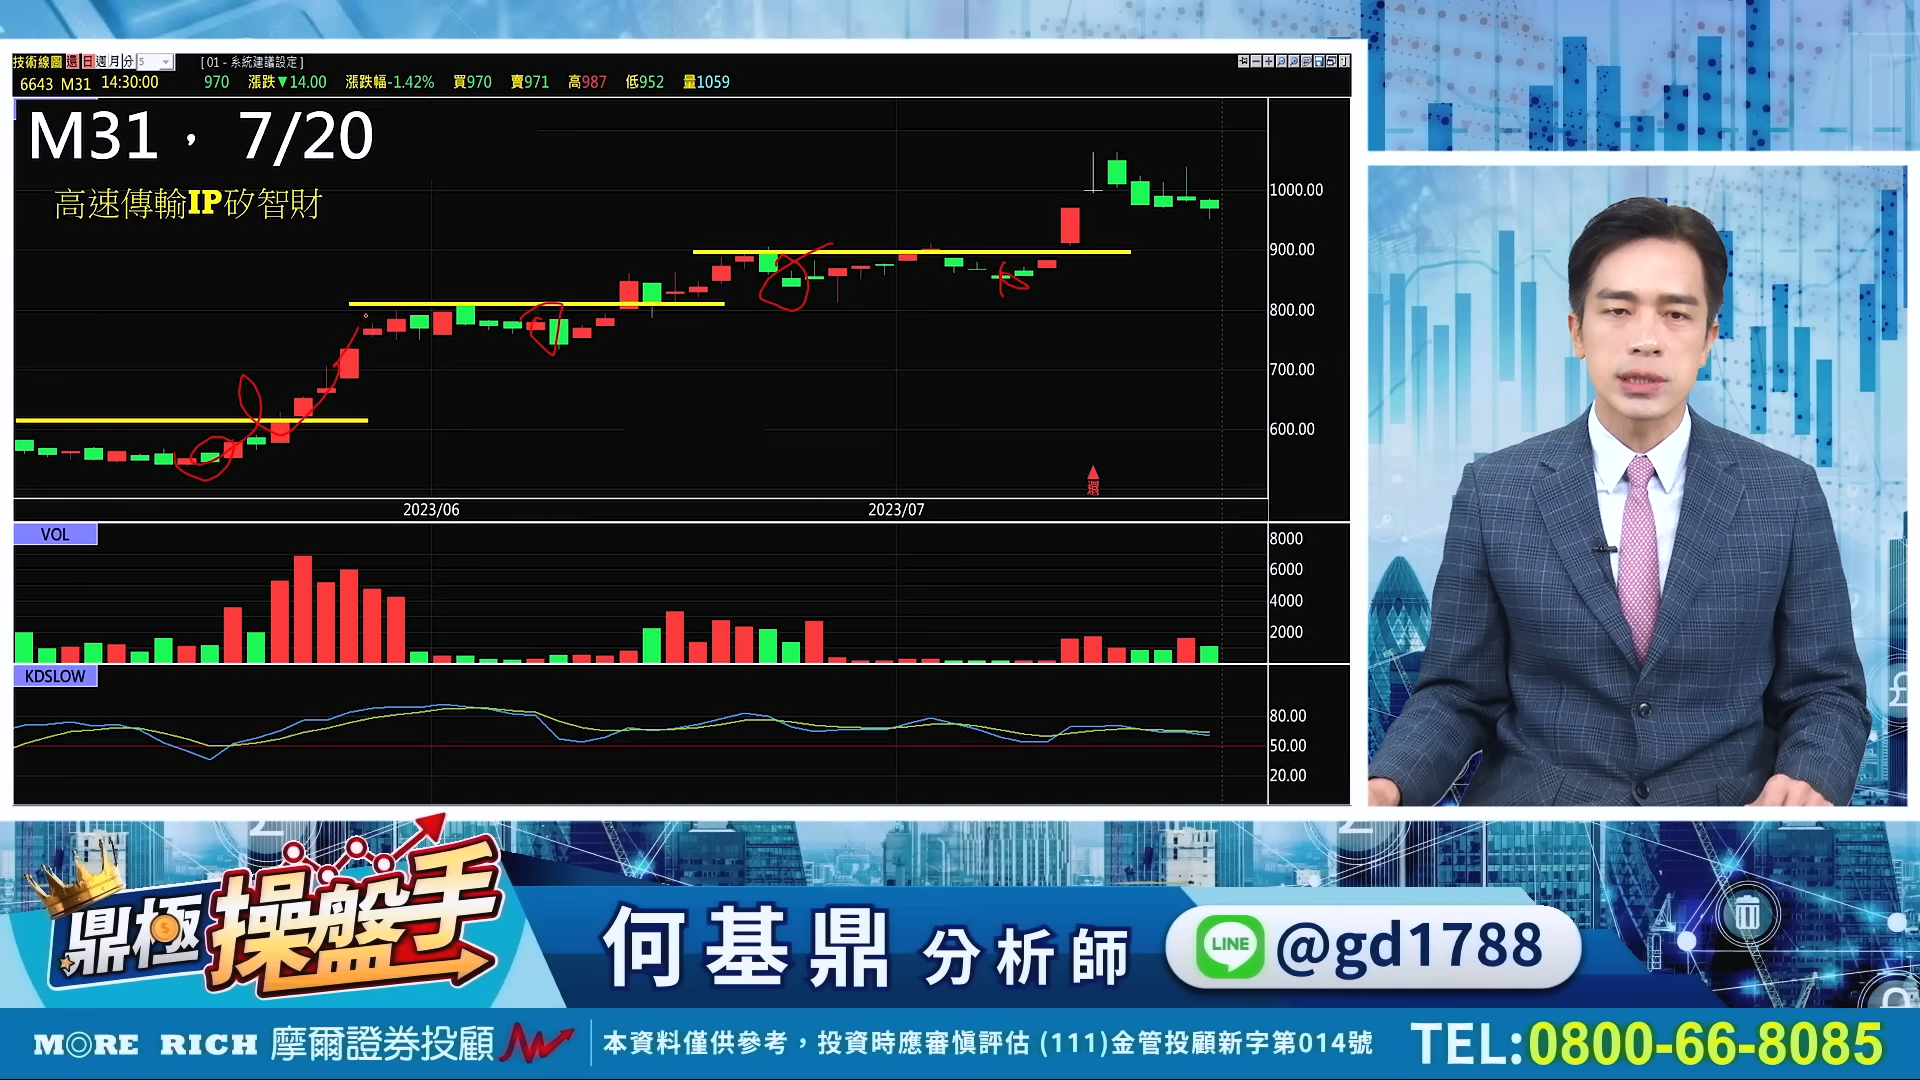 技術線圖 還 日 週 月 分 5 [ 01 - 系統建議設定 ]
6643 M31 14:30:00 970 漲跌▼14.00 漲跌幅-1.42% 買970 賣971 高987 低952 量1059
M31， 7/20
高速傳輸IP矽智財
1000.00
900.00
800.00
700.00
600.00
2023/06 2023/07
VOL
8000
6000
4000
2000
KDSLOW
80.00
50.00
20.00
鼎極操盤手
何基鼎 分析師
LINE @gd1788
MORE RICH 摩爾證券投顧
本資料僅供參考，投資時應審慎評估 (111)金管投顧新字第014號
TEL:0800-66-8085